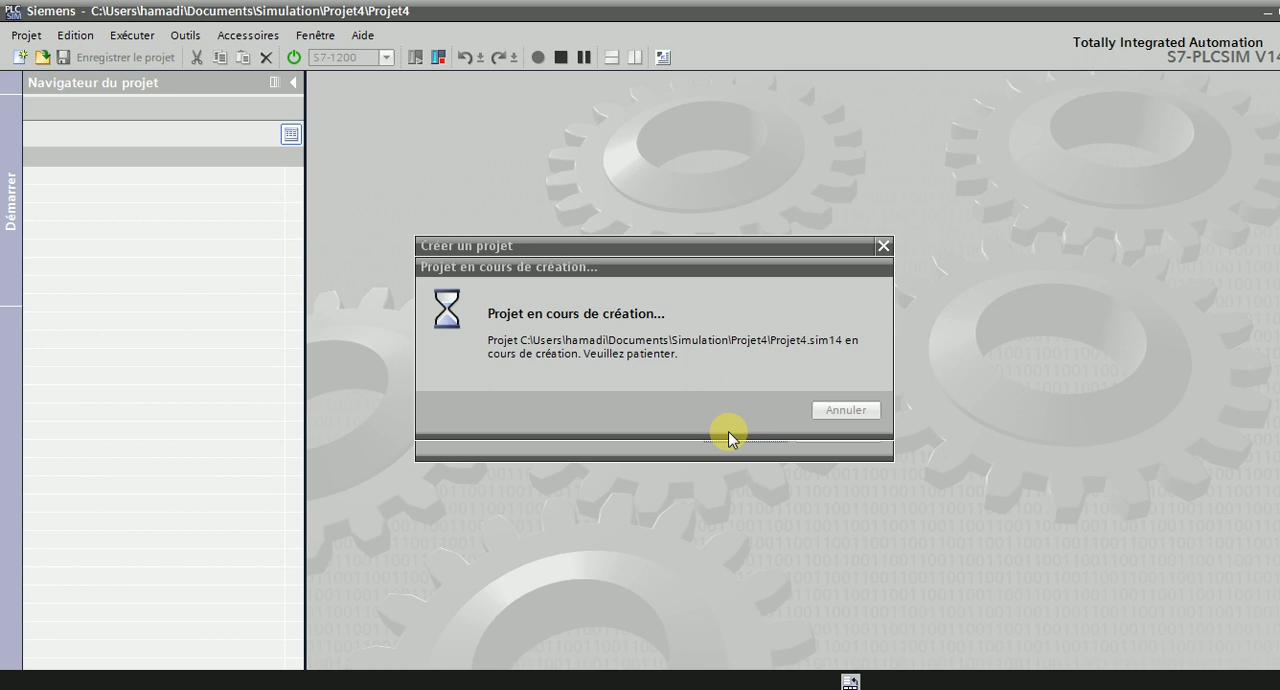 PLC SIM Siemens - C:\Users\hamadi\Documents\Simulation\Projet4\Projet4
Projet Edition Exécuter Outils Accessoires Fenêtre Aide
Totally Integrated Automation
Enregistrer le projet S7-1200
S7-PLCSIM V14
Navigateur du projet
Démarrer
Créer un projet
Projet en cours de création...
Projet en cours de création...
Projet C:\Users\hamadi\Documents\Simulation\Projet4\Projet4.sim14 en
cours de création. Veuillez patienter.
Annuler